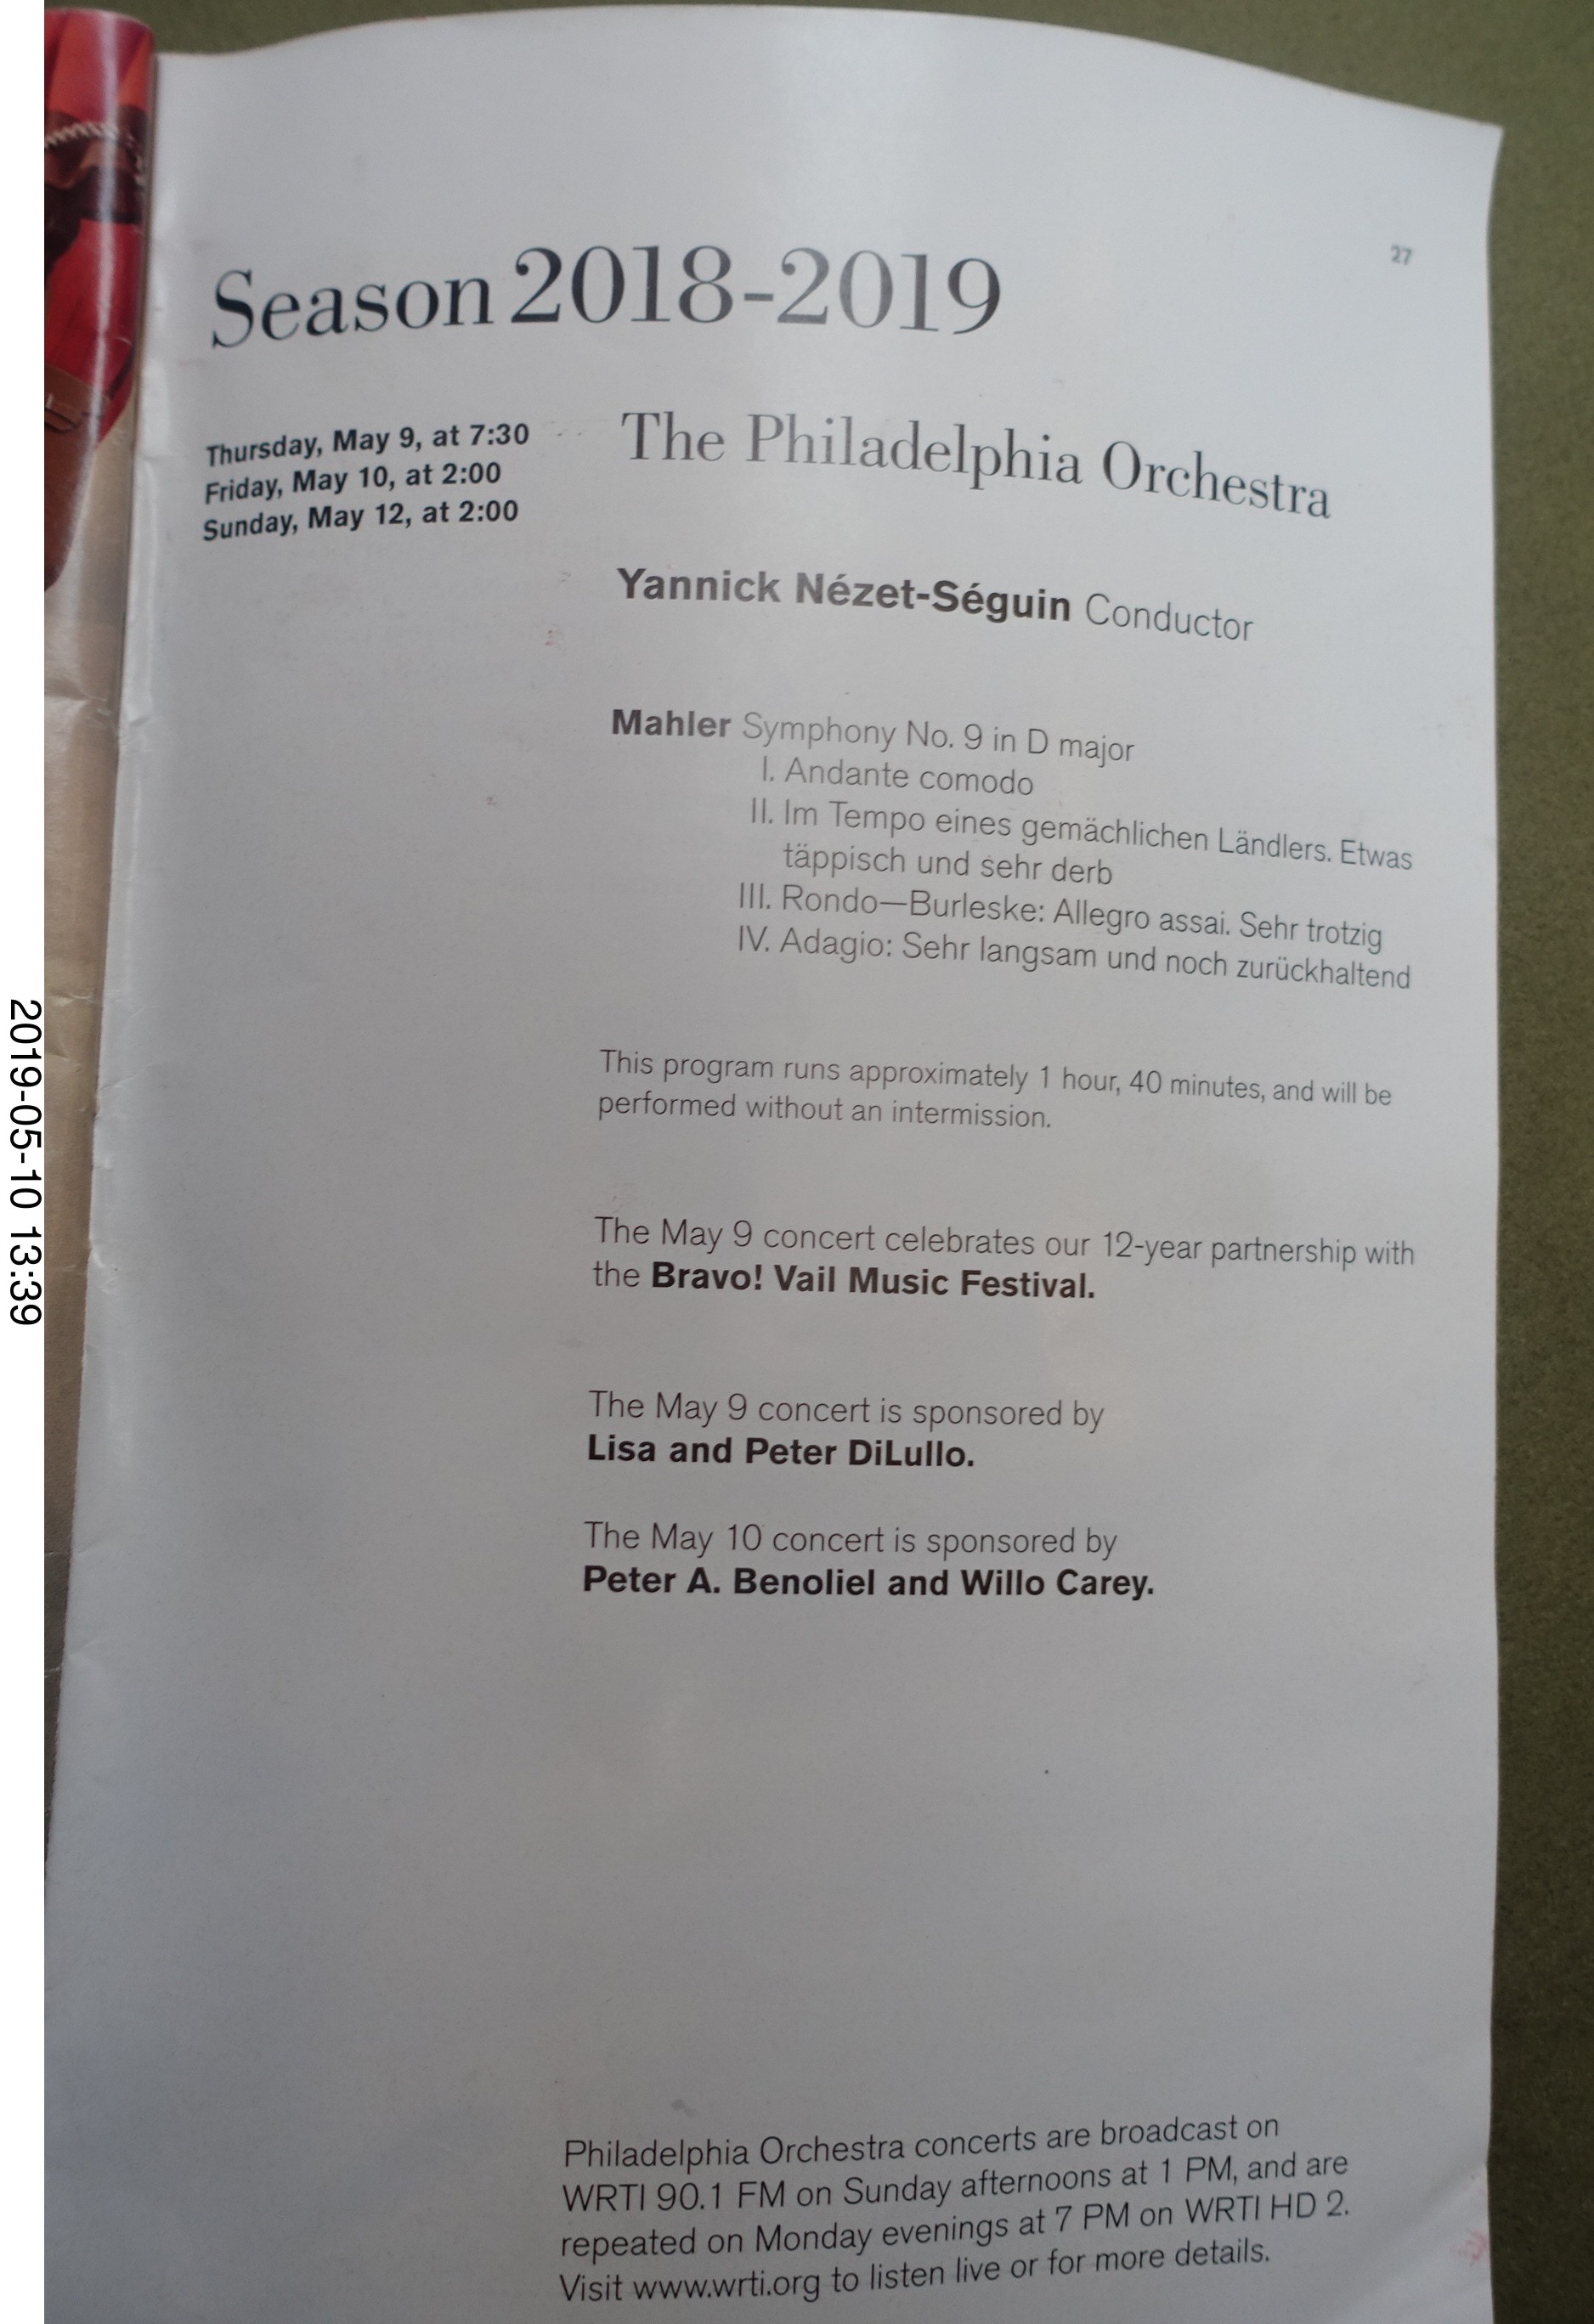 27
Season 2018-2019
Thursday, May 9, at 7:30
Friday, May 10, at 2:00
Sunday, May 12, at 2:00
The Philadelphia Orchestra
Yannick Nézet-Séguin Conductor
Mahler Symphony No. 9 in D major
I. Andante comodo
II. Im Tempo eines gemächlichen Ländlers. Etwas
täppisch und sehr derb
III. Rondo—Burleske: Allegro assai. Sehr trotzig
IV. Adagio: Sehr langsam und noch zurückhaltend
This program runs approximately 1 hour, 40 minutes, and will be
performed without an intermission.
The May 9 concert celebrates our 12-year partnership with
the Bravo! Vail Music Festival.
The May 9 concert is sponsored by
Lisa and Peter DiLullo.
The May 10 concert is sponsored by
Peter A. Benoliel and Willo Carey.
Philadelphia Orchestra concerts are broadcast on
WRTI 90.1 FM on Sunday afternoons at 1 PM, and are
repeated on Monday evenings at 7 PM on WRTI HD 2.
Visit www.wrti.org to listen live or for more details.
2019-05-10 13:39